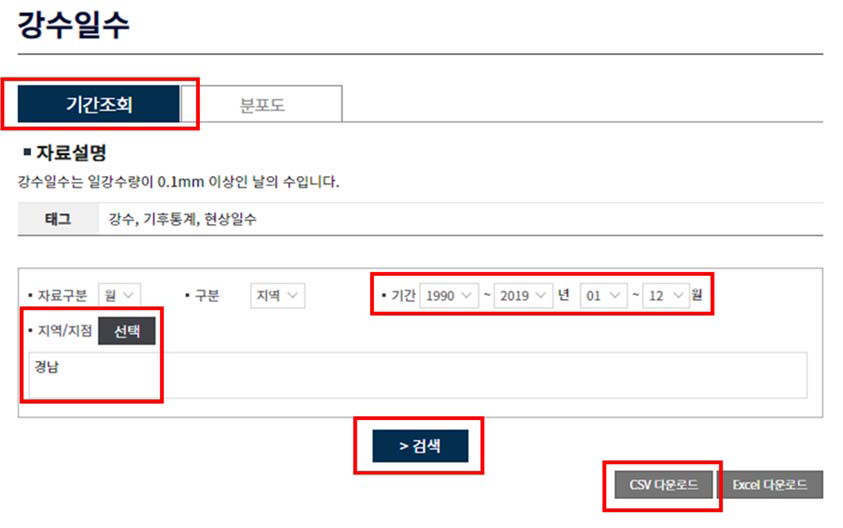 강수일수
기간조회 분포도
▪ 자료설명
강수일수는 일강수량이 0.1mm 이상인 날의 수입니다.
태그 강수, 기후통계, 현상일수
▪ 자료구분 월 ▪ 구분 지역 ▪ 기간 1990 ~ 2019 년 01 ~ 12 월
▪ 지역/지점 선택
경남
> 검색
CSV 다운로드 Excel 다운로드